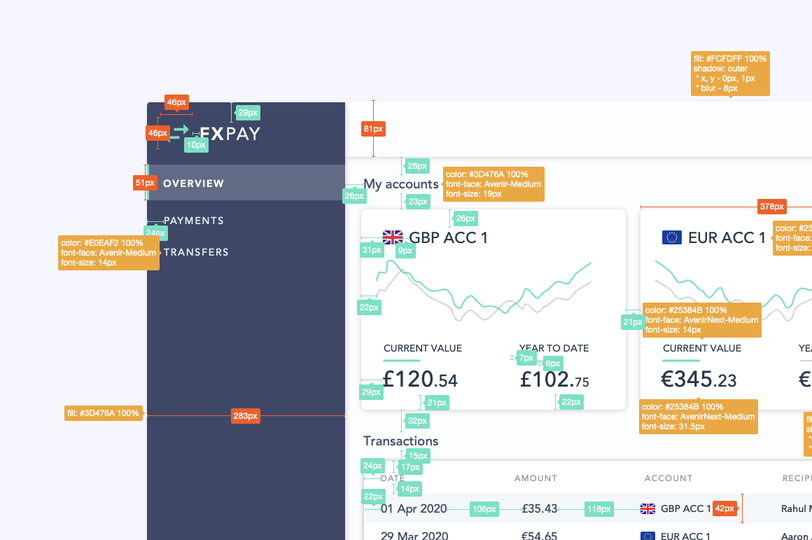 fill: #FCFDFF 100%
shadow: outer
* x, y - 0px, 1px
* blur - 8px
46px
29px
46px
EXPAY
81px
10px
26px
51px
OVERVIEW
My accounts
color: #3D476A 100%
font-face: Avenir-Medium
font-size: 19px
26px
23px
378px
PAYMENTS
26px
24px
color: #E0EAF2 100%
font-face: Avenir-Medium
font-size: 14px
TRANSFERS
GBP ACC 1
EUR ACC 1
31px
9px
22px
21px
color: #25384B 100%
font-face: AvenirNext-Medium
font-size: 14px
CURRENT VALUE
YEAR TO DATE
CURRENT VALUE
7px
6px
£120.54
£102.75
€345.23
29px
21px
22px
color: #25384B 100%
font-face: AvenirNext-Medium
font-size: 31.5px
fill: #3D476A 100%
283px
32px
Transactions
15px
24px
17px
DATE
AMOUNT
ACCOUNT
14px
22px
01 Apr 2020
106px
£35.43
118px
GBP ACC 1
42px
Rahul
29 Mar 2020
£54.65
EUR ACC 1
Aaron